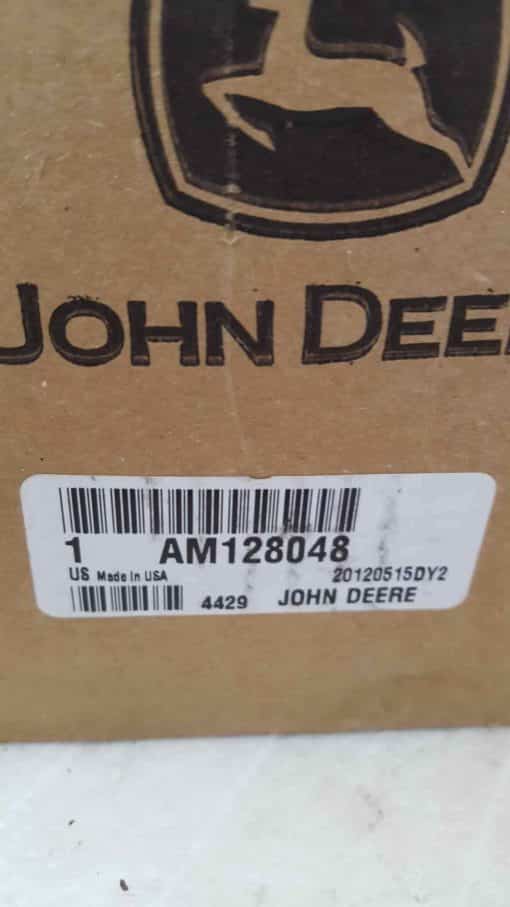 JOHN DEE
1 AM128048
US Made In USA 20120515DY2
4429 JOHN DEERE